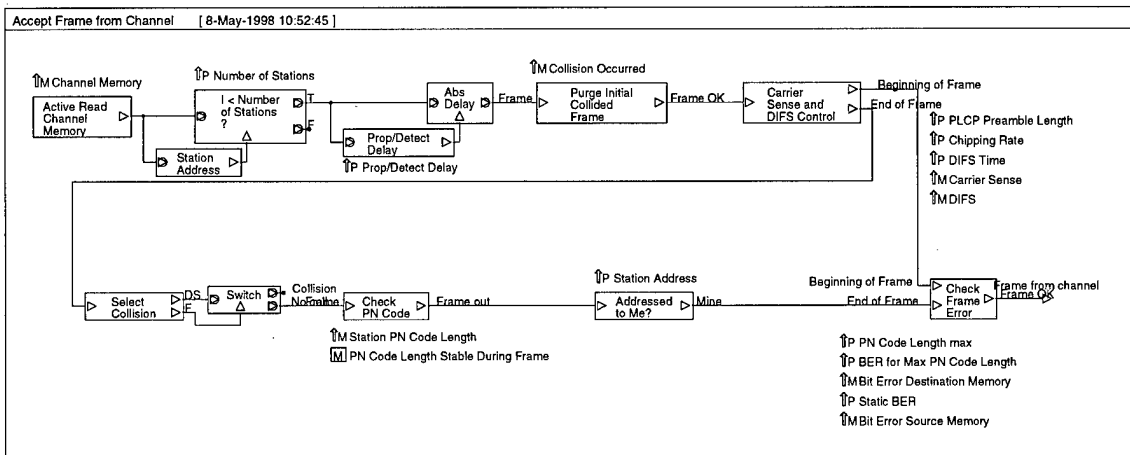 Accept Frame from Channel [ 8-May-1998 10:52:45 ]
⇑M Channel Memory
Active Read
Channel
Memory
⇑P Number of Stations
I < Number
of Stations
?
T
F
Station
Address
Abs
Delay
Prop/Detect
Delay
⇑P Prop/Detect Delay
Frame
⇑M Collision Occurred
Purge Initial
Collided
Frame
Frame OK
Carrier
Sense and
DIFS Control
Beginning of Frame
End of Frame
⇑P PLCP Preamble Length
⇑P Chipping Rate
⇑P DIFS Time
⇑M Carrier Sense
⇑M DIFS
Select
Collision
DS
F
Switch
Collision
Normal
Frame
Check
PN Code
Frame out
⇑M Station PN Code Length
M PN Code Length Stable During Frame
⇑P Station Address
Addressed
to Me?
Mine
Beginning of Frame
End of Frame
Check
Frame
Error
Frame from channel
Frame OK
⇑P PN Code Length max
⇑P BER for Max PN Code Length
⇑M Bit Error Destination Memory
⇑P Static BER
⇑M Bit Error Source Memory